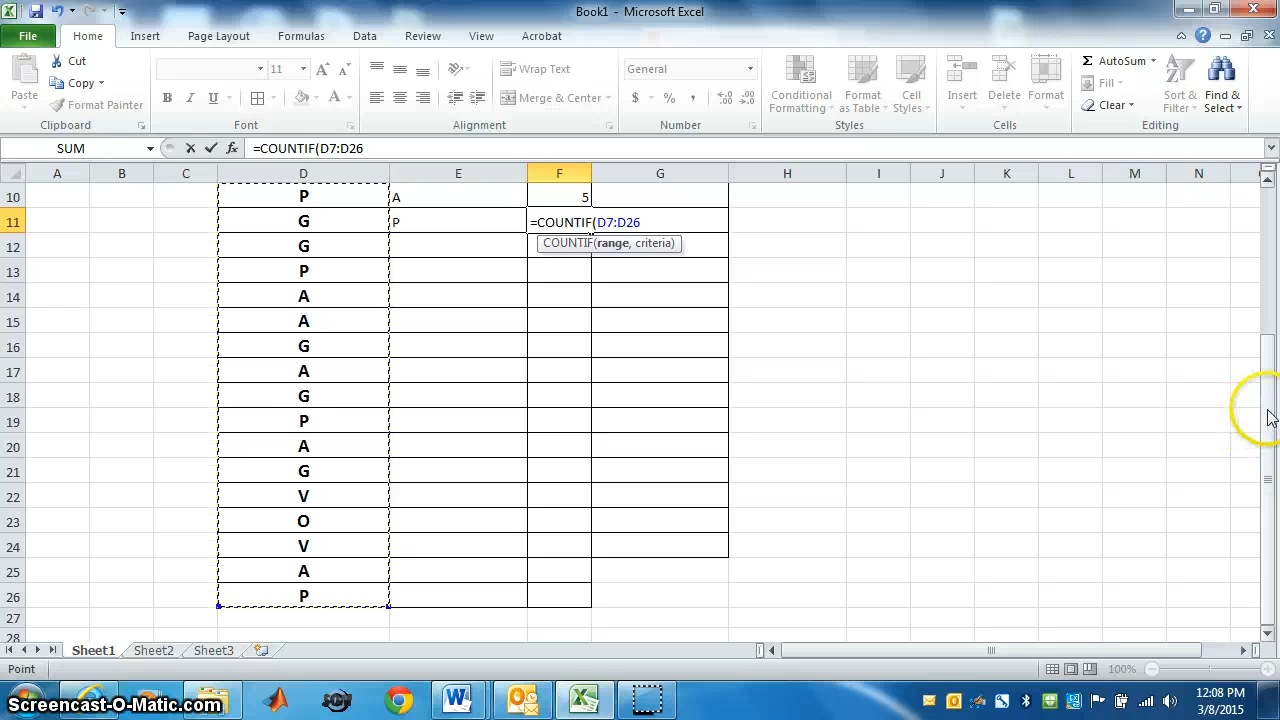 Book1 - Microsoft Excel
File Home Insert Page Layout Formulas Data Review View Acrobat
Paste Cut Copy Format Painter Clipboard
11 B I U Font
Wrap Text Merge & Center Alignment
General $ % , Number
Conditional Formatting Format as Table Cell Styles Styles
Insert Delete Format Cells
Σ AutoSum Fill Clear Sort & Filter Find & Select Editing
SUM fx =COUNTIF(D7:D26
A B C D E F G H I J K L M N
10 P A 5
11 G P =COUNTIF(D7:D26
COUNTIF(range, criteria)
12 G
13 P
14 A
15 A
16 G
17 A
18 G
19 P
20 A
21 G
22 V
23 O
24 V
25 A
26 P
27
28
Sheet1 Sheet2 Sheet3
Point 100%
Screencast-O-Matic.com
12:08 PM
3/8/2015